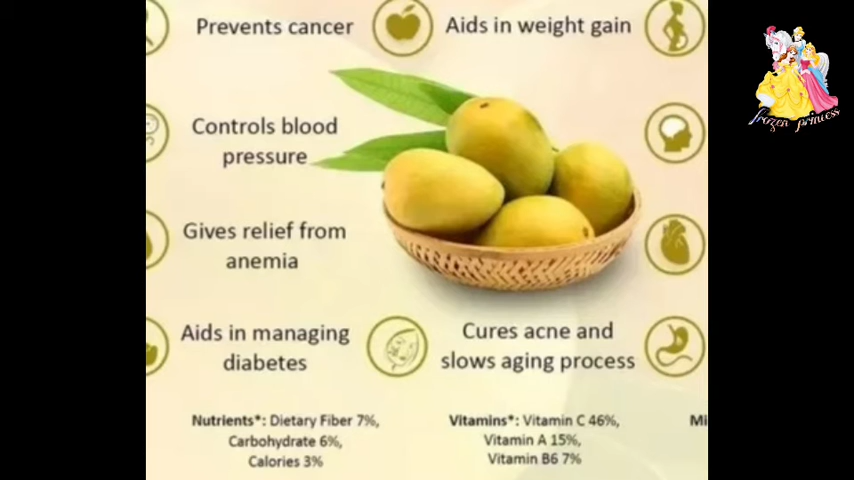 Prevents cancer
Aids in weight gain
Controls blood
pressure
Gives relief from
anemia
Aids in managing
diabetes
Cures acne and
slows aging process
Nutrients*: Dietary Fiber 7%,
Carbohydrate 6%,
Calories 3%
Vitamins*: Vitamin C 46%,
Vitamin A 15%,
Vitamin B6 7%
Mi
frozen princess